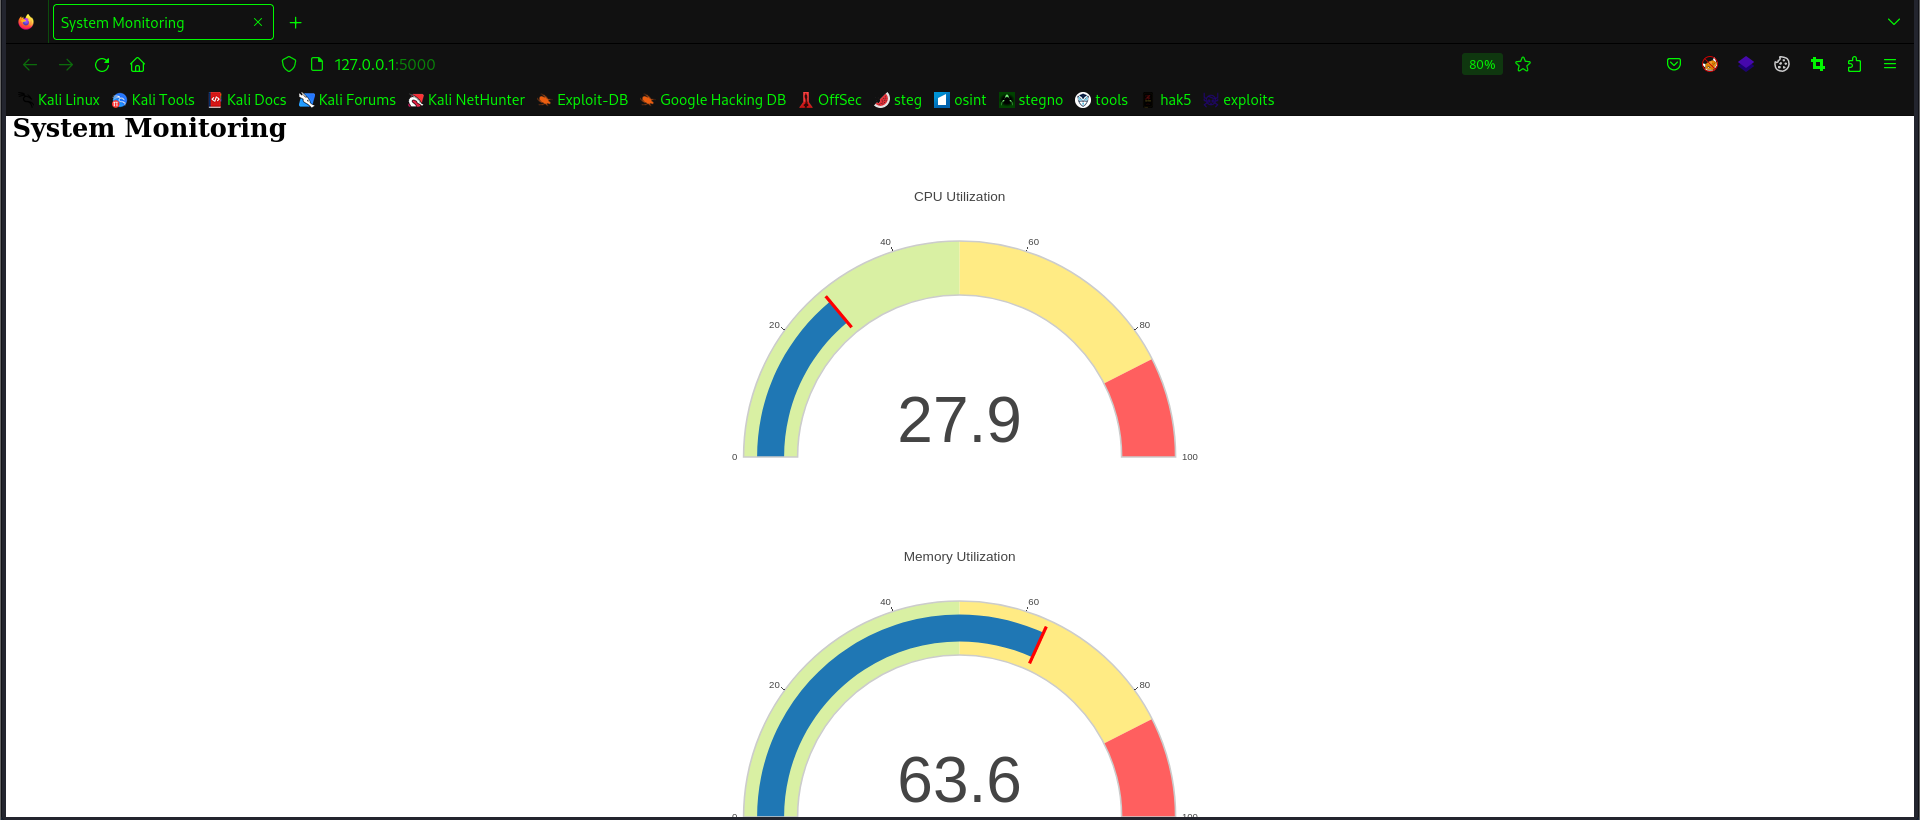 System Monitoring
127.0.0.1:5000
80%
Kali Linux Kali Tools Kali Docs Kali Forums Kali NetHunter Exploit-DB Google Hacking DB OffSec steg osint stegno tools hak5 exploits
System Monitoring
CPU Utilization
40 60
20 80
27.9
0 100
Memory Utilization
40 60
20 80
63.6
0 100